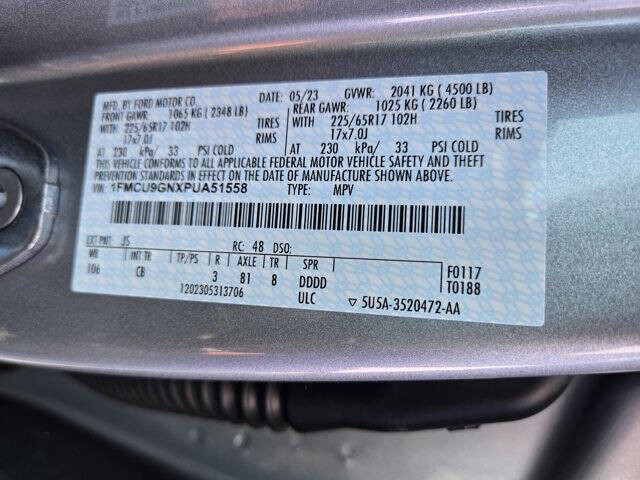 MFD. BY FORD MOTOR CO. DATE: 05/23 GVWR: 2041 KG ( 4500 LB)
FRONT GAWR: 1065 KG ( 2348 LB) REAR GAWR: 1025 KG ( 2260 LB)
WITH 225/65R17 102H TIRES WITH 225/65R17 102H TIRES
17x7.0J RIMS 17x7.0J RIMS
AT 230 kPa/ 33 PSI COLD AT 230 kPa/ 33 PSI COLD
THIS VEHICLE CONFORMS TO ALL APPLICABLE FEDERAL MOTOR VEHICLE SAFETY AND THEFT
PREVENTION STANDARDS IN EFFECT ON THE DATE OF MANUFACTURE SHOWN ABOVE.
VIN: 1FMCU9GNXPUA51558 TYPE: MPV
EXT PNT: JS RC: 48 DSO:
WB INT TR TP/PS R AXLE TR SPR F0117
106 CB 3 81 8 DDDD T0188
1202305313706 ULC ▽ 5U5A-3520472-AA